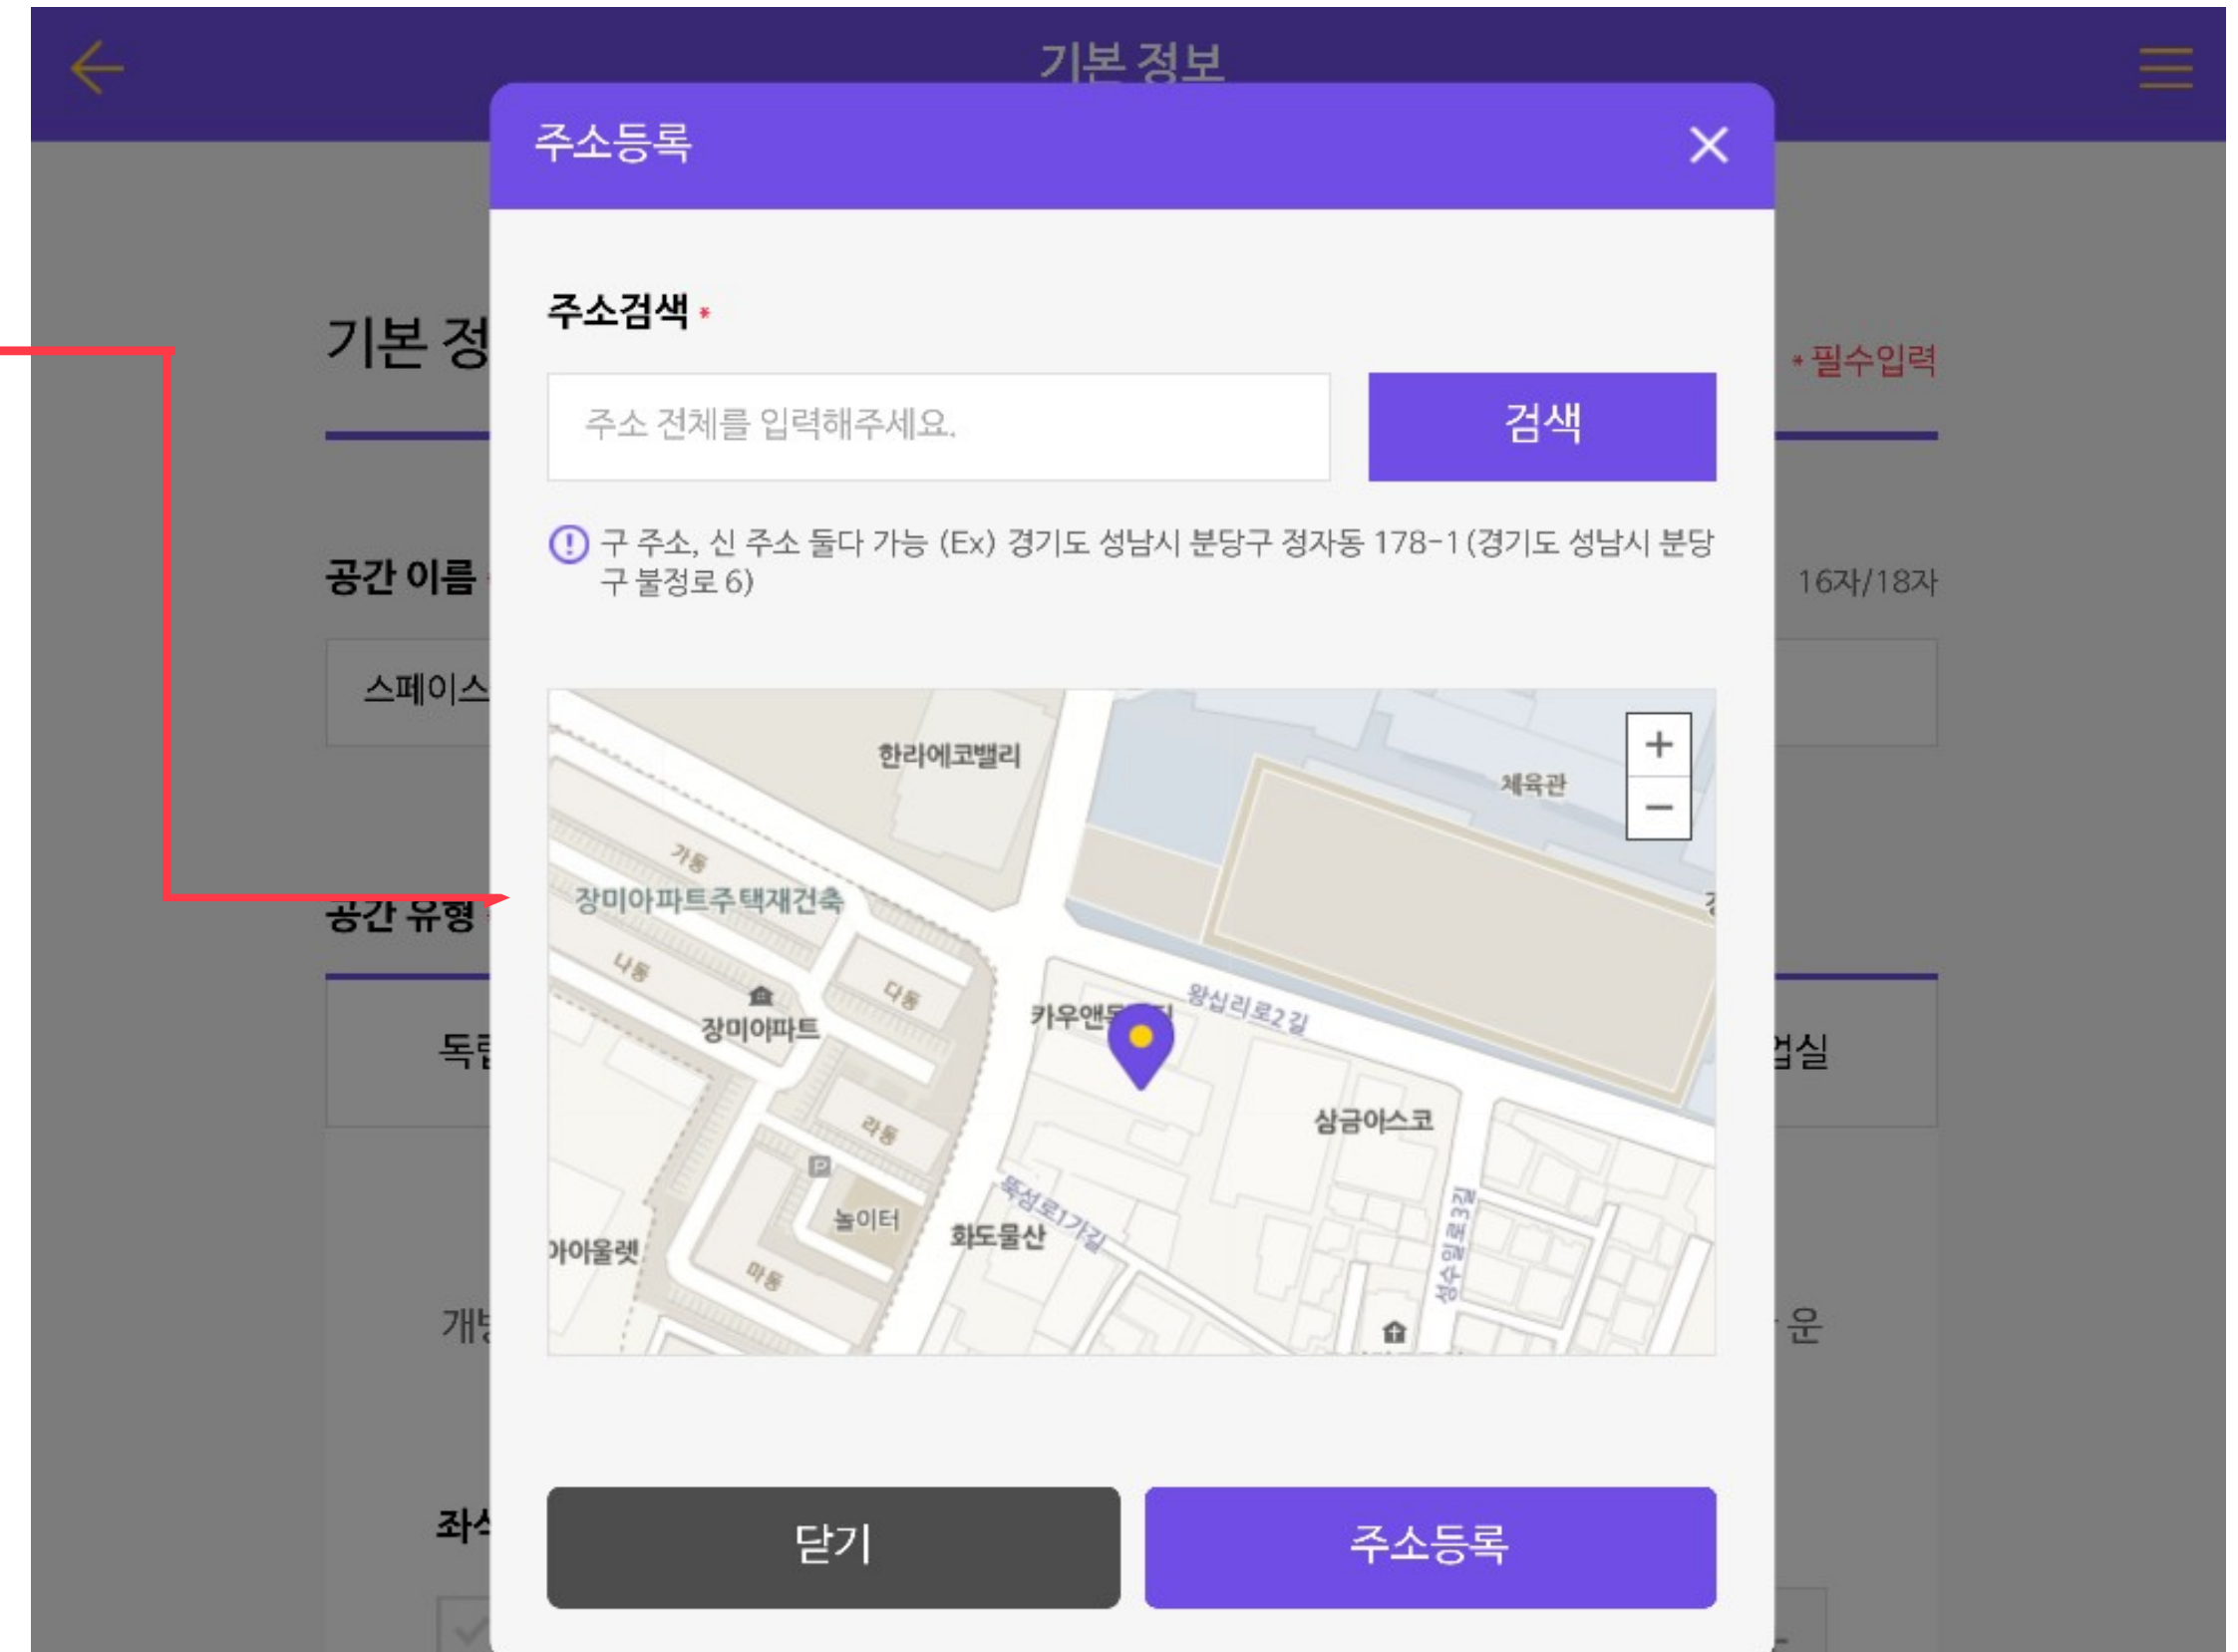 기본 정보
주소등록
기본 정
* 필수입력
주소검색 *
주소 전체를 입력해주세요.
검색
구 주소, 신 주소 둘다 가능 (Ex) 경기도 성남시 분당구 정자동 178-1(경기도 성남시 분당
구 불정로 6)
공간 이름
16자/18자
스페이스
한라에코밸리
체육관
가동
장미아파트주택재건축
공간 유형
나동
다동
장미아파트
카우앤독
왕십리로2길
업실
라동
삼금아스코
P
놀이터
뚝섬로1가길
화도물산
성수일로3길
아이울렛
마동
운
닫기
주소등록